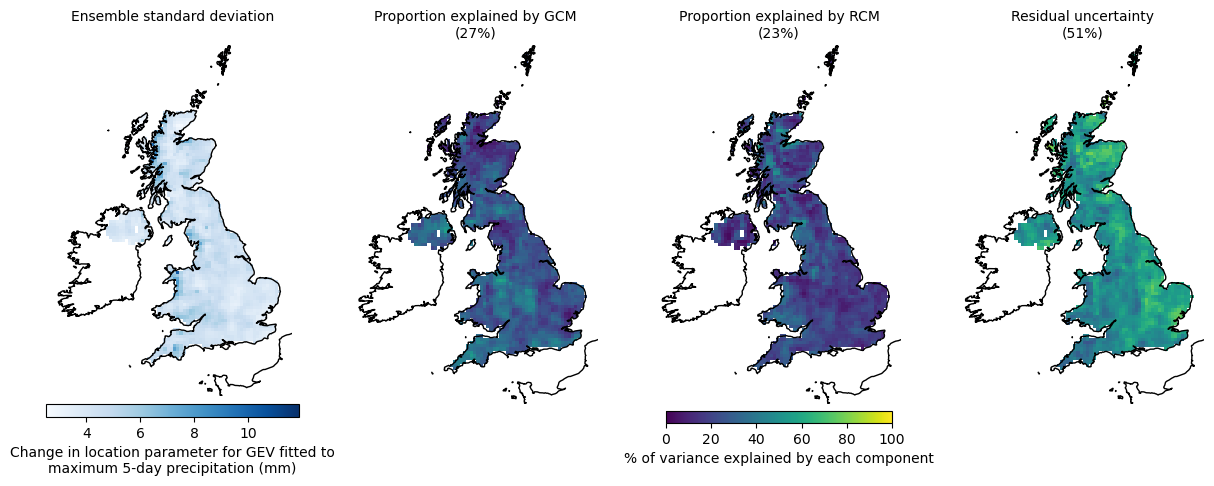 Ensemble standard deviation
Proportion explained by GCM
(27%)
Proportion explained by RCM
(23%)
Residual uncertainty
(51%)
4 6 8 10
Change in location parameter for GEV fitted to
maximum 5-day precipitation (mm)
0 20 40 60 80 100
% of variance explained by each component